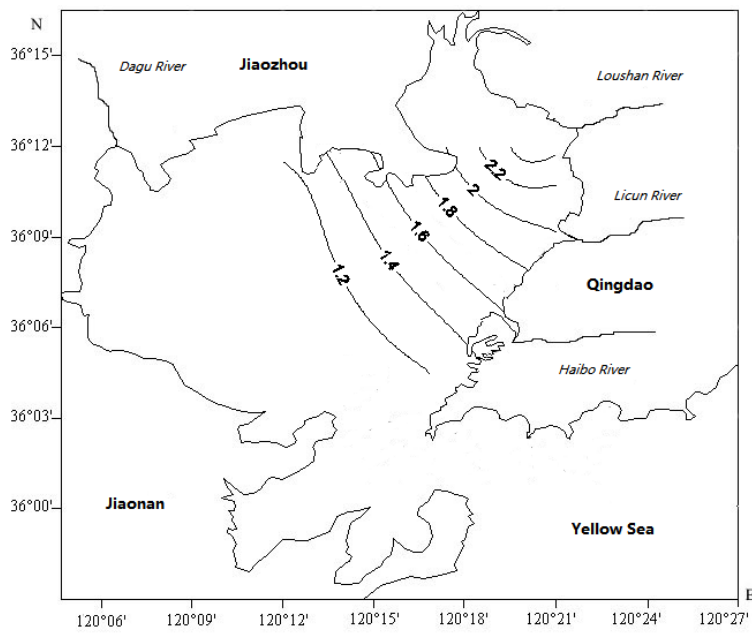 N
36°15'
Dagu River
Jiaozhou
Loushan River
36°12'
2.2
2
Licun River
1.8
36°09'
1.6
1.4
1.2
Qingdao
36°06'
Haibo River
36°03'
36°00'
Jiaonan
Yellow Sea
E
120°06'
120°09'
120°12'
120°15'
120°18'
120°21'
120°24'
120°27'